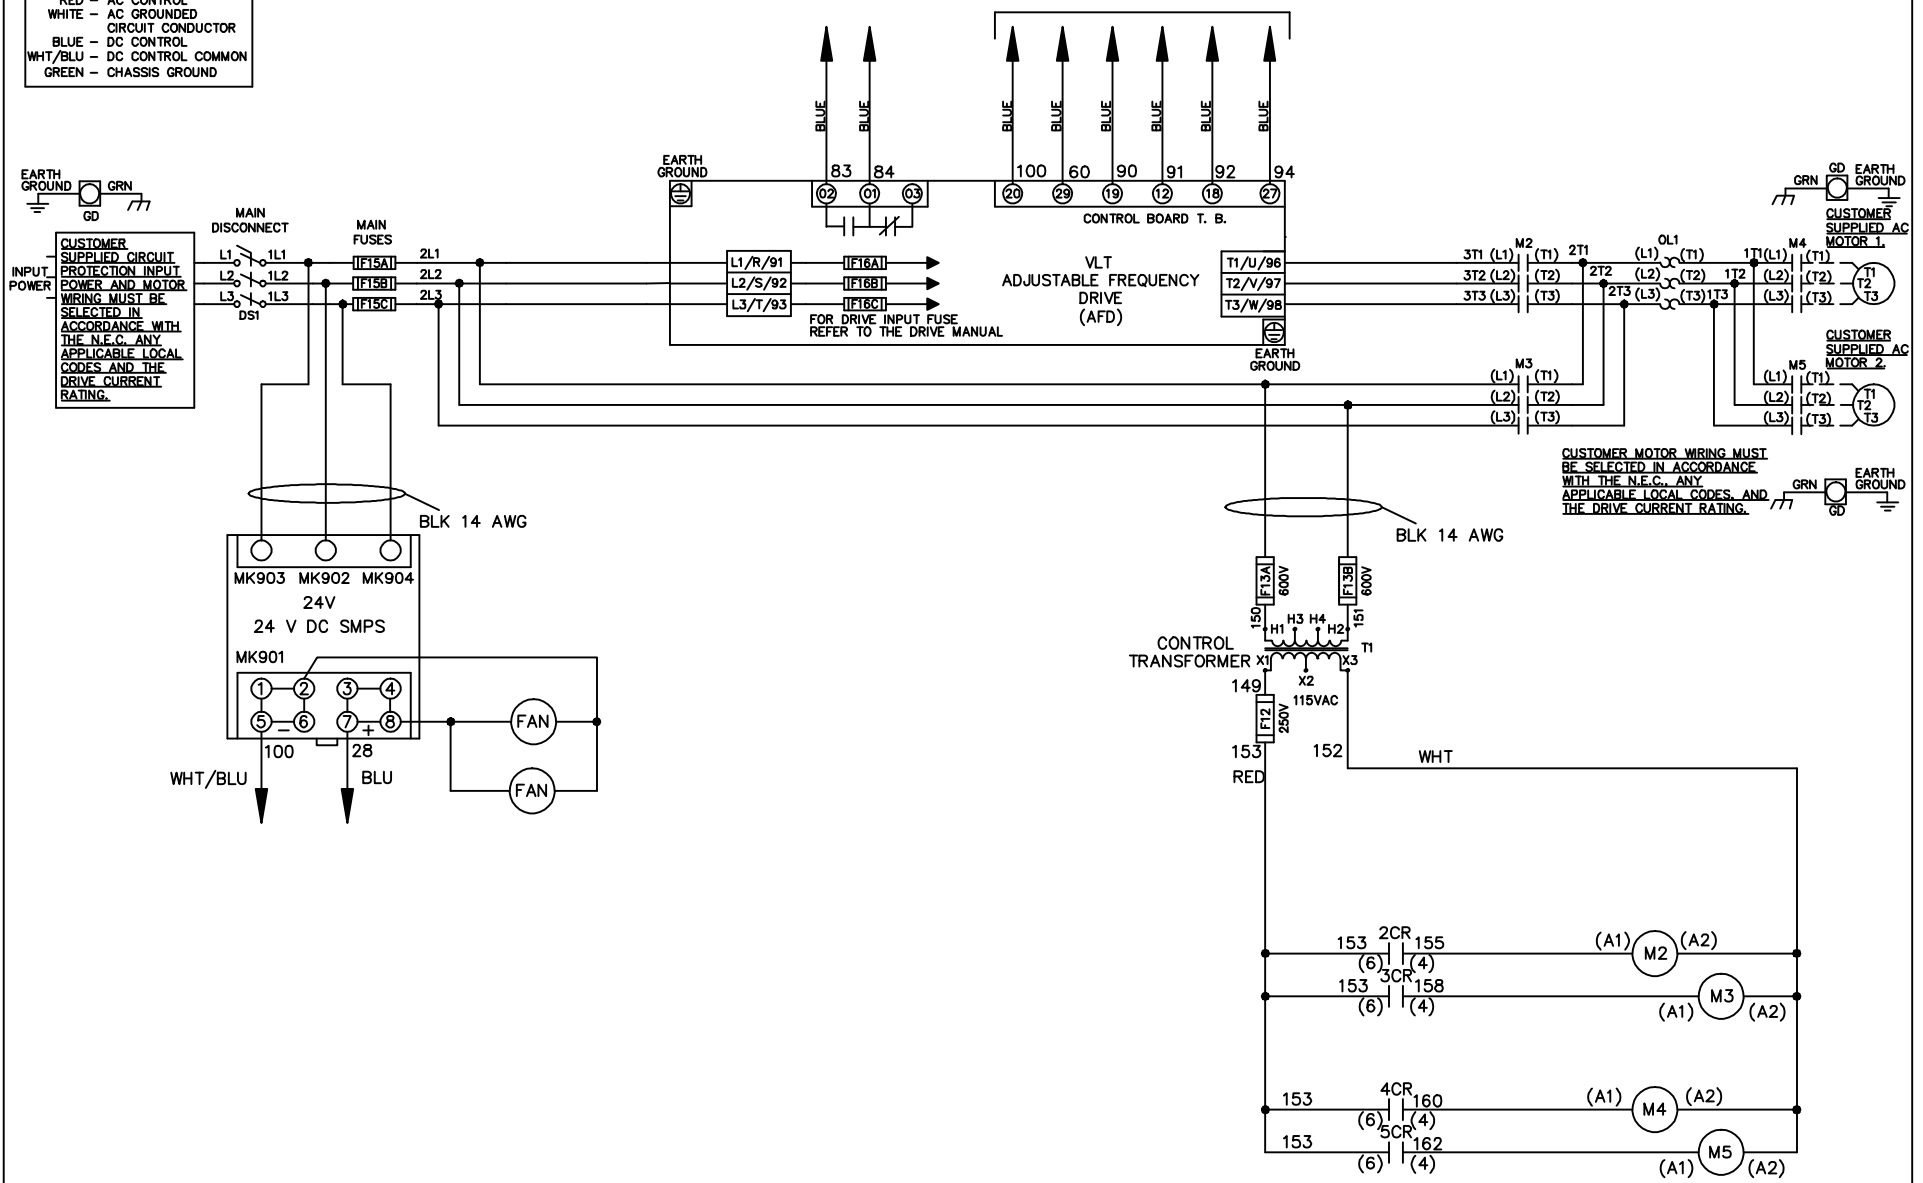 RED – AC CONTROL
WHITE – AC GROUNDED
CIRCUIT CONDUCTOR
BLUE – DC CONTROL
WHT/BLU – DC CONTROL COMMON
GREEN – CHASSIS GROUND
BLUE
BLUE
BLUE
BLUE
BLUE
BLUE
BLUE
BLUE
EARTH
GROUND
83
84
100
60
90
91
92
94
02
01
03
20
29
19
12
18
27
CONTROL BOARD T. B.
EARTH
GROUND
GRN
GD
GD
EARTH
GROUND
GRN
CUSTOMER
SUPPLIED AC
MOTOR 1.
MAIN
DISCONNECT
MAIN
FUSES
INPUT
POWER
CUSTOMER
SUPPLIED CIRCUIT
PROTECTION INPUT
POWER AND MOTOR
WIRING MUST BE
SELECTED IN
ACCORDANCE WITH
THE N.E.C. ANY
APPLICABLE LOCAL
CODES AND THE
DRIVE CURRENT
RATING.
L1
1L1
F15A
2L1
L2
1L2
F15B
2L2
L3
1L3
F15C
2L3
DS1
L1/R/91
F16A
L2/S/92
F16B
L3/T/93
F16C
FOR DRIVE INPUT FUSE
REFER TO THE DRIVE MANUAL
VLT
ADJUSTABLE FREQUENCY
DRIVE
(AFD)
T1/U/96
T2/V/97
T3/W/98
EARTH
GROUND
M2
OL1
M4
3T1 (L1) (T1) 2T1 (L1) (T1) 1T1 (L1) (T1)
3T2 (L2) (T2) 2T2 (L2) (T2) 1T2 (L2) (T2)
3T3 (L3) (T3) 2T3 (L3) (T3) 1T3 (L3) (T3)
T1
T2
T3
CUSTOMER
SUPPLIED AC
MOTOR 2.
M3
M5
(L1) (T1) (L1) (T1)
(L2) (T2) (L2) (T2)
(L3) (T3) (L3) (T3)
T1
T2
T3
CUSTOMER MOTOR WIRING MUST
BE SELECTED IN ACCORDANCE
WITH THE N.E.C., ANY
APPLICABLE LOCAL CODES, AND
THE DRIVE CURRENT RATING.
EARTH
GROUND
GRN
GD
BLK 14 AWG
BLK 14 AWG
MK903 MK902 MK904
24V
24 V DC SMPS
MK901
1 2 3 4
5 6 7 8
– +
100
28
WHT/BLU
BLU
FAN
FAN
F13A
600V
F13B
600V
150
151
H1 H3 H4 H2
CONTROL
TRANSFORMER
T1
X1
X2
X3
115VAC
149
F12
250V
153
RED
152
WHT
153 2CR 155
(6) (4)
(A1) M2 (A2)
153 3CR 158
(6) (4)
(A1) M3 (A2)
153 4CR 160
(6) (4)
(A1) M4 (A2)
153 5CR 162
(6) (4)
(A1) M5 (A2)